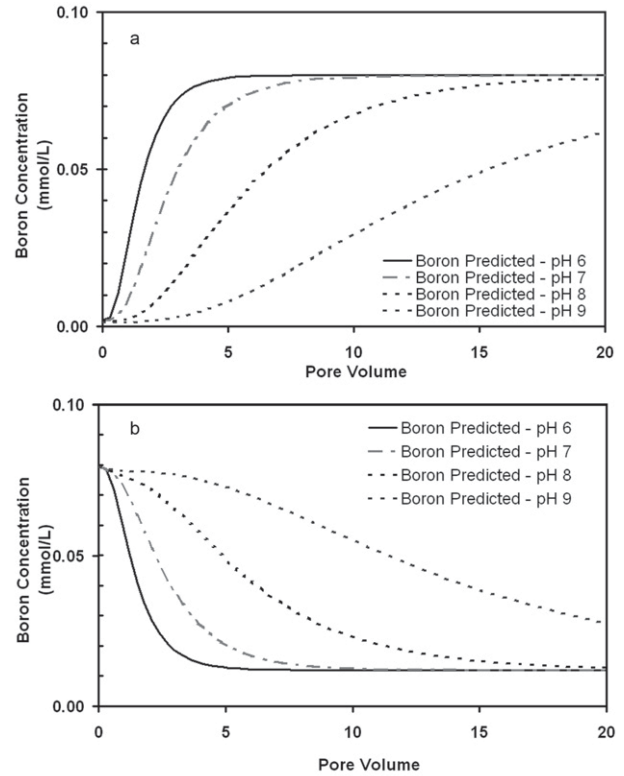 a
0.10
0.05
0.00
Boron Concentration
(mmol/L)
Boron Predicted - pH 6
Boron Predicted - pH 7
Boron Predicted - pH 8
Boron Predicted - pH 9
0 5 10 15 20
Pore Volume
b
0.10
0.05
0.00
Boron Concentration
(mmol/L)
Boron Predicted - pH 6
Boron Predicted - pH 7
Boron Predicted - pH 8
Boron Predicted - pH 9
0 5 10 15 20
Pore Volume